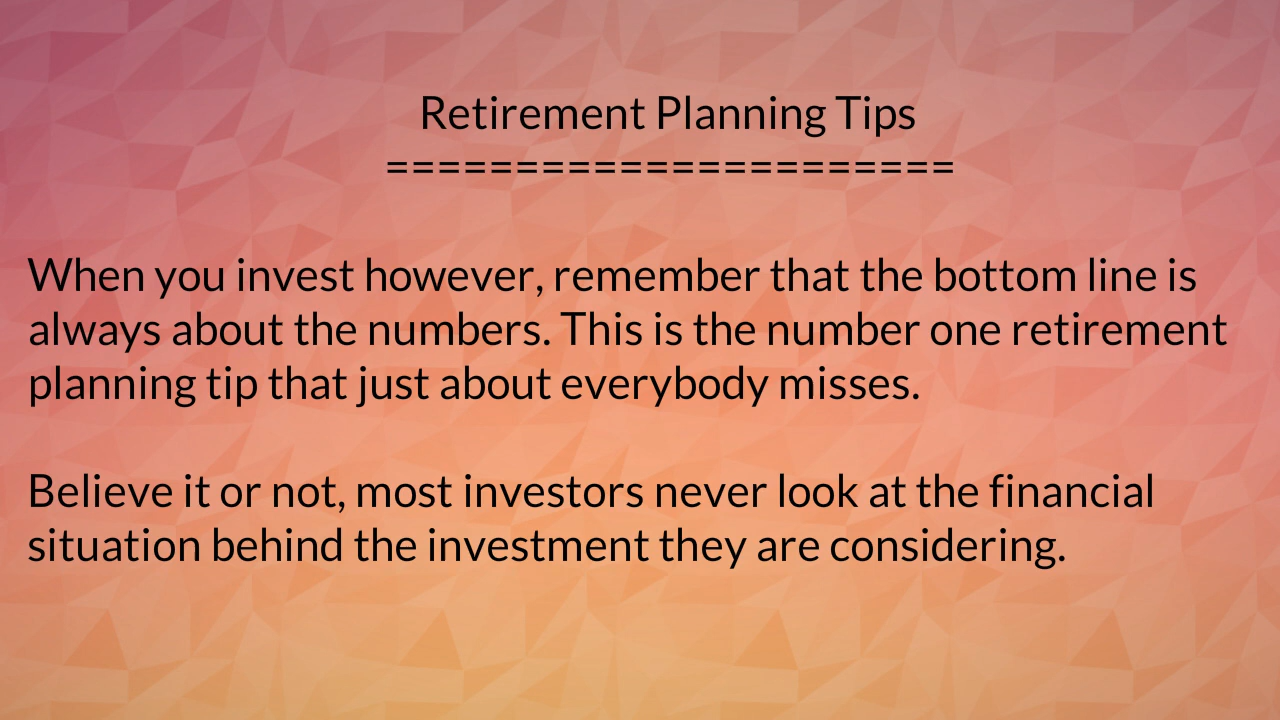 Retirement Planning Tips
======================
When you invest however, remember that the bottom line is
always about the numbers. This is the number one retirement
planning tip that just about everybody misses.
Believe it or not, most investors never look at the financial
situation behind the investment they are considering.